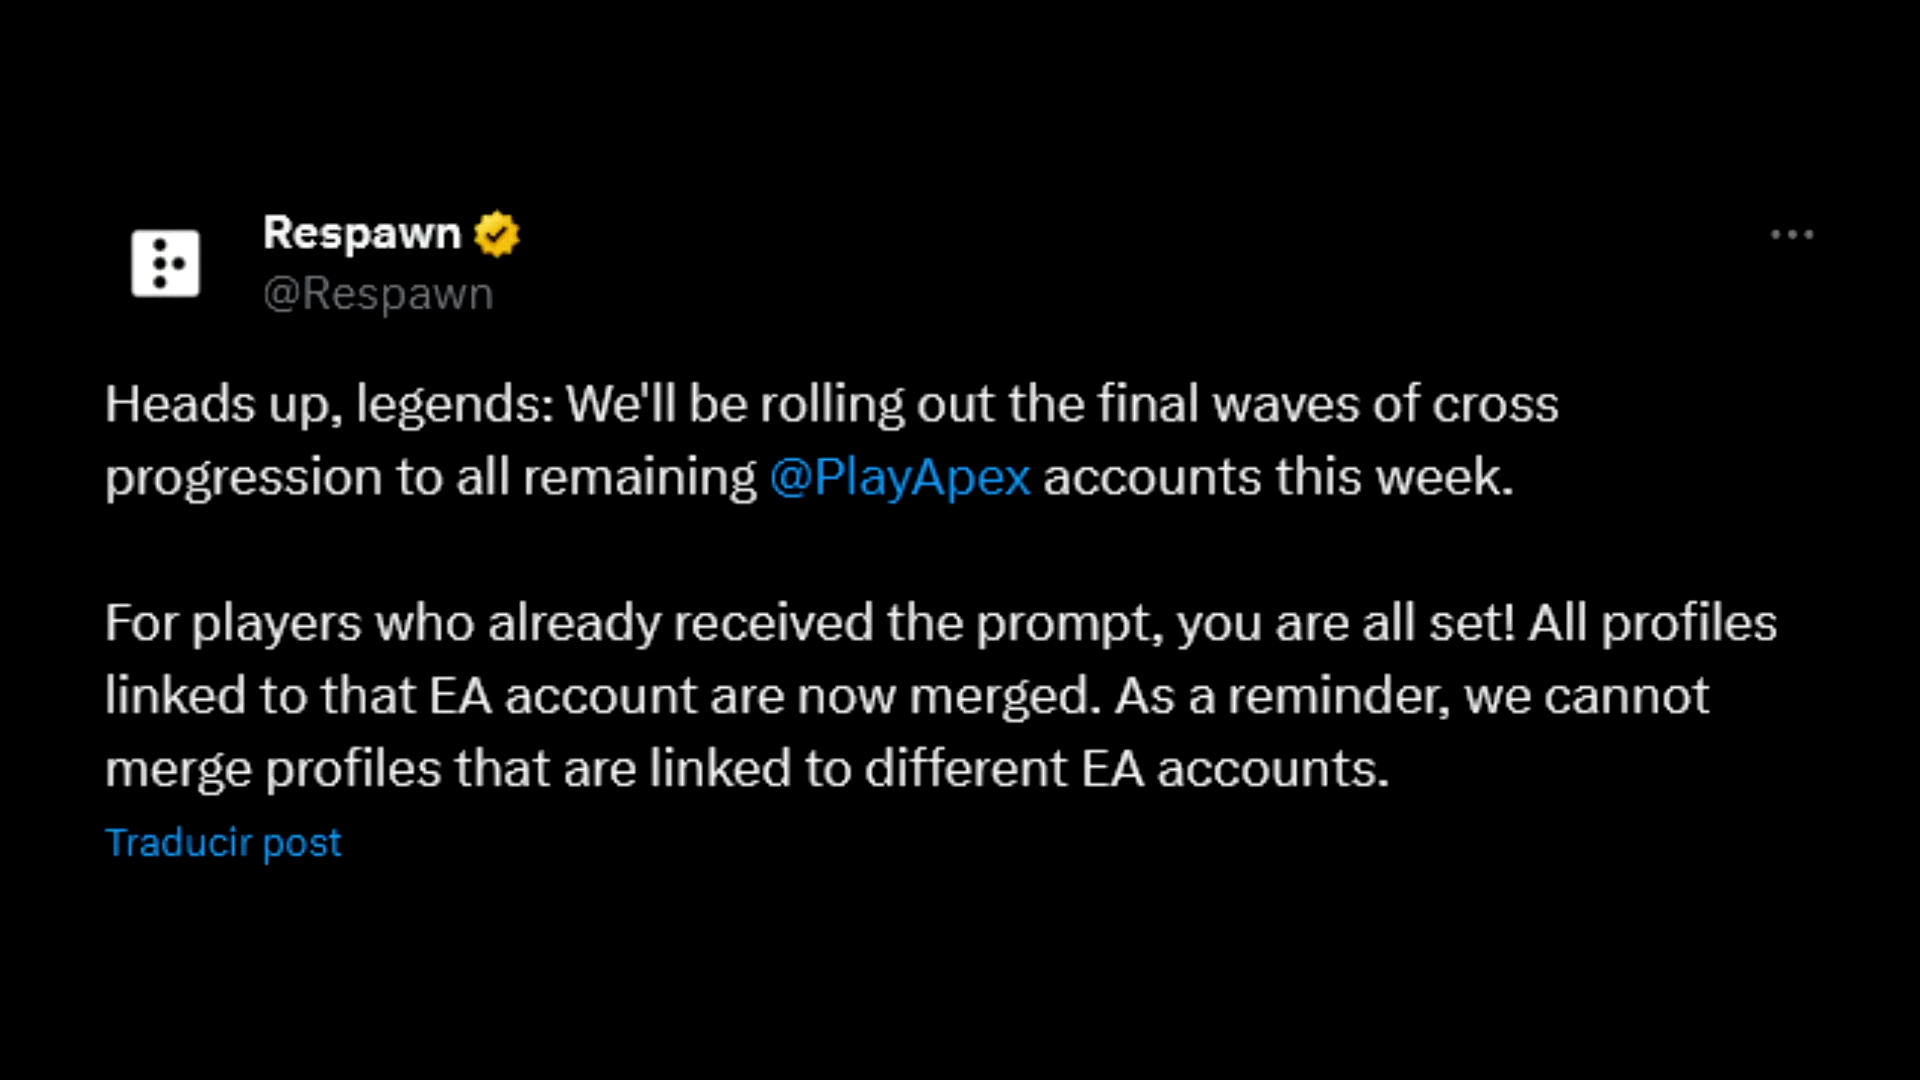 Respawn
@Respawn
Heads up, legends: We'll be rolling out the final waves of cross
progression to all remaining @PlayApex accounts this week.
For players who already received the prompt, you are all set! All profiles
linked to that EA account are now merged. As a reminder, we cannot
merge profiles that are linked to different EA accounts.
Traducir post